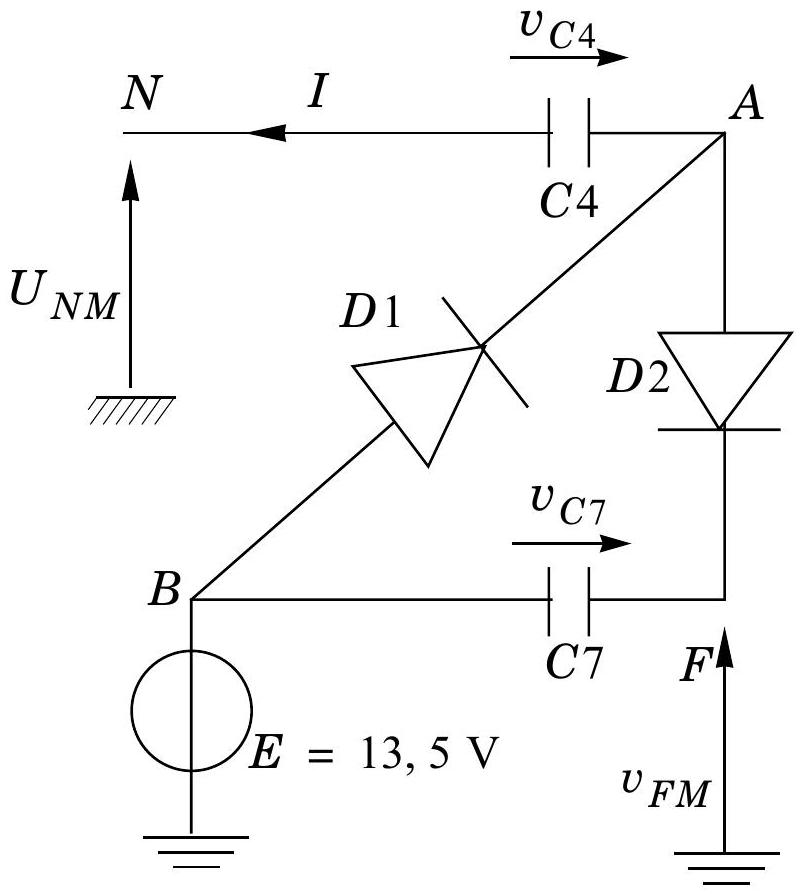 v_{C4}
N
I
A
C4
U_{NM}
D1
D2
v_{C7}
B
C7
F
E = 13, 5 V
v_{FM}